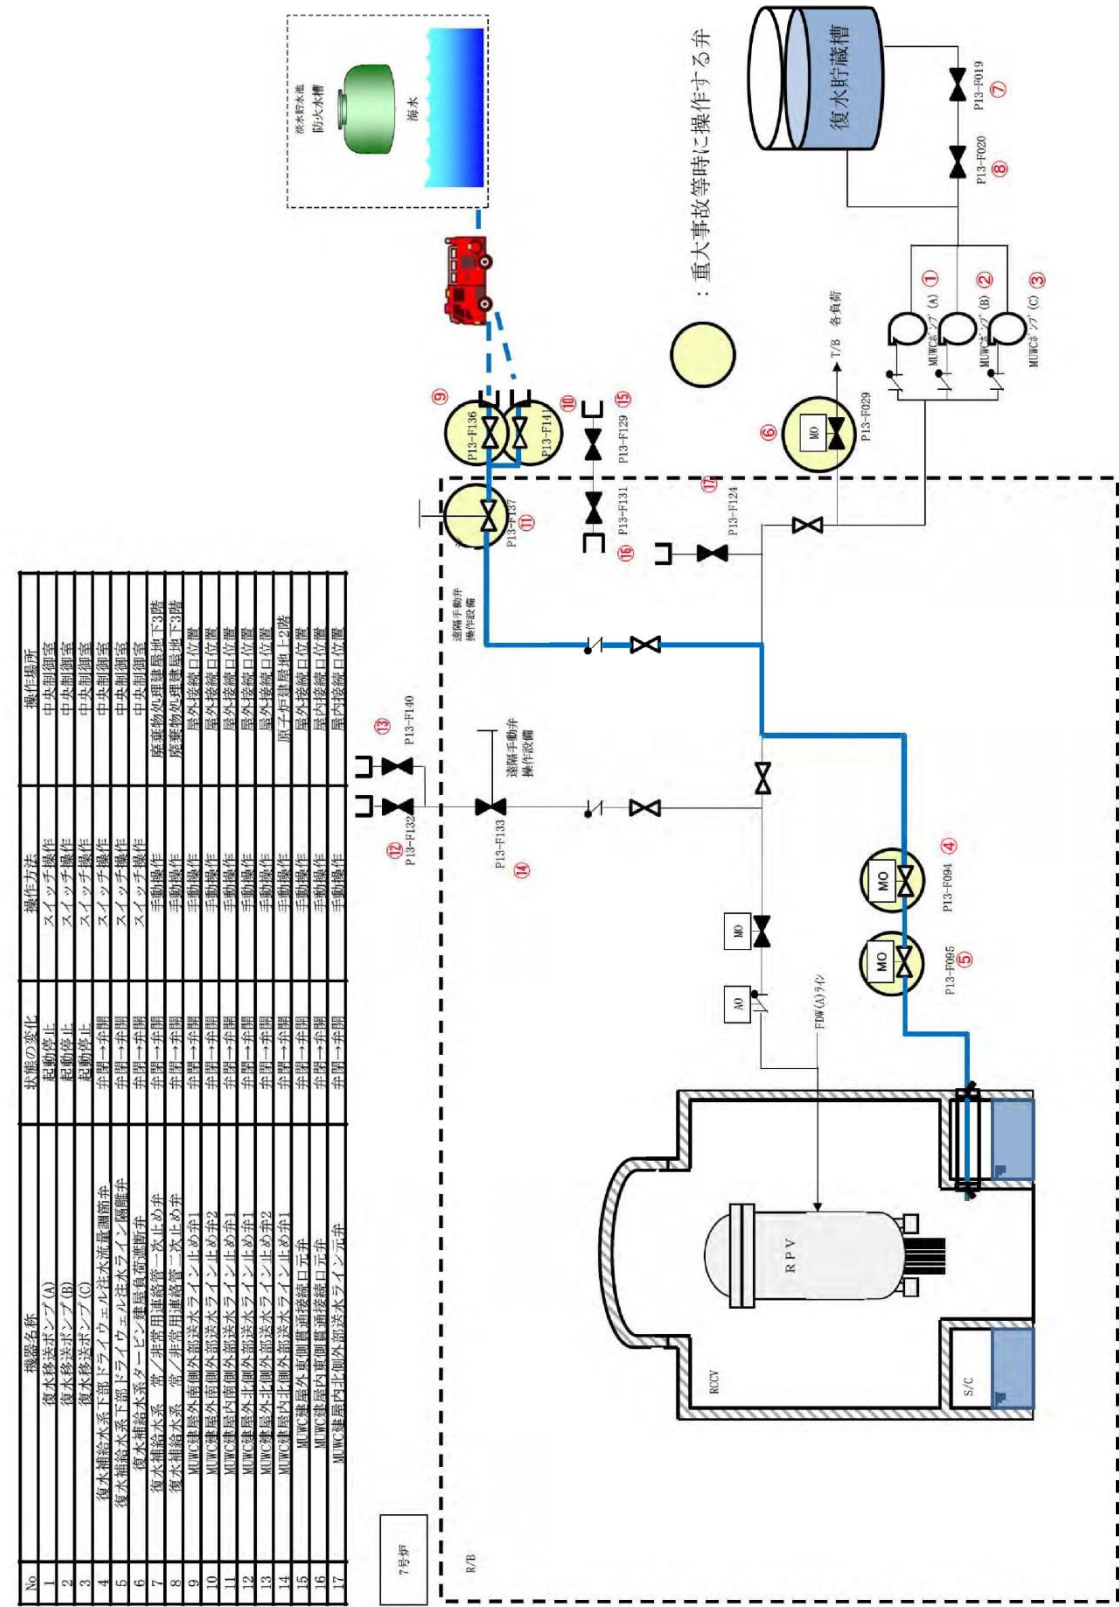 No 機器名称 状態の変化 操作方法 操作場所
1 復水移送ポンプ(A) 起動停止 スイッチ操作 中央制御室
2 復水移送ポンプ(B) 起動停止 スイッチ操作 中央制御室
3 復水移送ポンプ(C) 起動停止 スイッチ操作 中央制御室
4 復水補給水系下部ドライウェル注水流量調節弁 弁閉→弁開 スイッチ操作 中央制御室
5 復水補給水系下部ドライウェル注水ライン隔離弁 弁閉→弁開 スイッチ操作 中央制御室
6 復水補給水系タービン建屋負荷遮断弁 弁開→弁閉 スイッチ操作 中央制御室
7 復水補給水系 常/非常用連絡管一次止め弁 弁閉→弁開 手動操作 廃棄物処理建屋地下3階
8 復水補給水系 常/非常用連絡管二次止め弁 弁閉→弁開 手動操作 廃棄物処理建屋地下3階
9 MUWC建屋外南側外部送水ライン止め弁1 弁閉→弁開 手動操作 屋外接続口位置
10 MUWC建屋外南側外部送水ライン止め弁2 弁閉→弁開 手動操作 屋外接続口位置
11 MUWC建屋内南側外部送水ライン止め弁1 弁閉→弁開 手動操作 屋外接続口位置
12 MUWC建屋外北側外部送水ライン止め弁1 弁閉→弁開 手動操作 屋外接続口位置
13 MUWC建屋外北側外部送水ライン止め弁2 弁閉→弁開 手動操作 屋外接続口位置
14 MUWC建屋内北側外部送水ライン止め弁1 弁閉→弁開 手動操作 原子炉建屋地上2階
15 MUWC建屋外東側貫通接続口元弁 弁閉→弁開 手動操作 屋外接続口位置
16 MUWC建屋内東側貫通接続口元弁 弁閉→弁開 手動操作 屋内接続口位置
17 MUWC建屋内北側外部送水ライン元弁 弁閉→弁開 手動操作 屋内接続口位置
7号炉
R/B
⑫
P13-F132
⑬
P13-F140
⑭
P13-F133
遠隔手動弁
操作設備
遠隔手動弁
操作設備
P13-F137
⑪
⑨
P13-F136
P13-F141
⑩
淡水貯水池
防火水槽
海水
⑮
P13-F129
P13-F131
⑯
⑰
P13-F124
:重大事故等時に操作する弁
⑥
MO
P13-F029
T/B 各負荷
復水貯蔵槽
P13-F019
⑦
P13-F020
⑧
MUWCポンプ(A)
①
MUWCポンプ(B)
②
MUWCポンプ(C)
③
MO
AO
FDW(A)ライン
MO
P13-F094
④
MO
P13-F095
⑤
RPV
RCCV
S/C